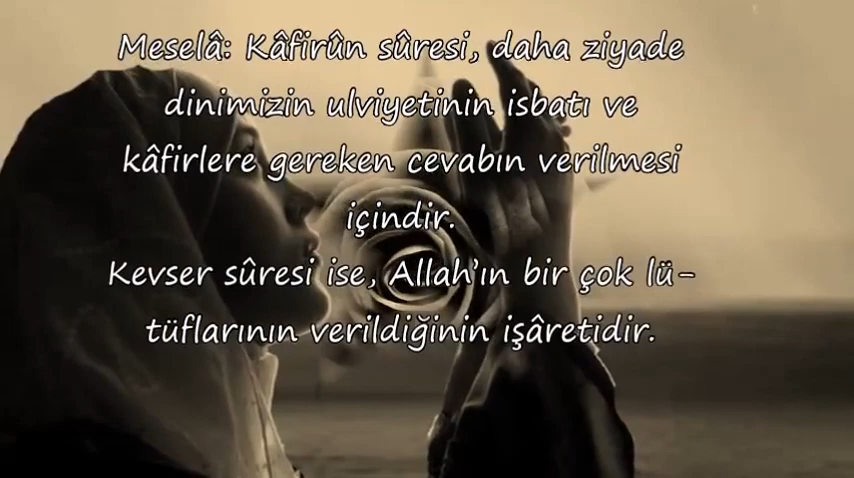 Meselâ: Kâfirûn sûresi, daha ziyade
dinimizin ulviyetinin isbatı ve
kâfirlere gereken cevabın verilmesi
içindir.
Kevser sûresi ise, Allah'ın bir çok lü-
tüflarının verildiğinin işâretidir.